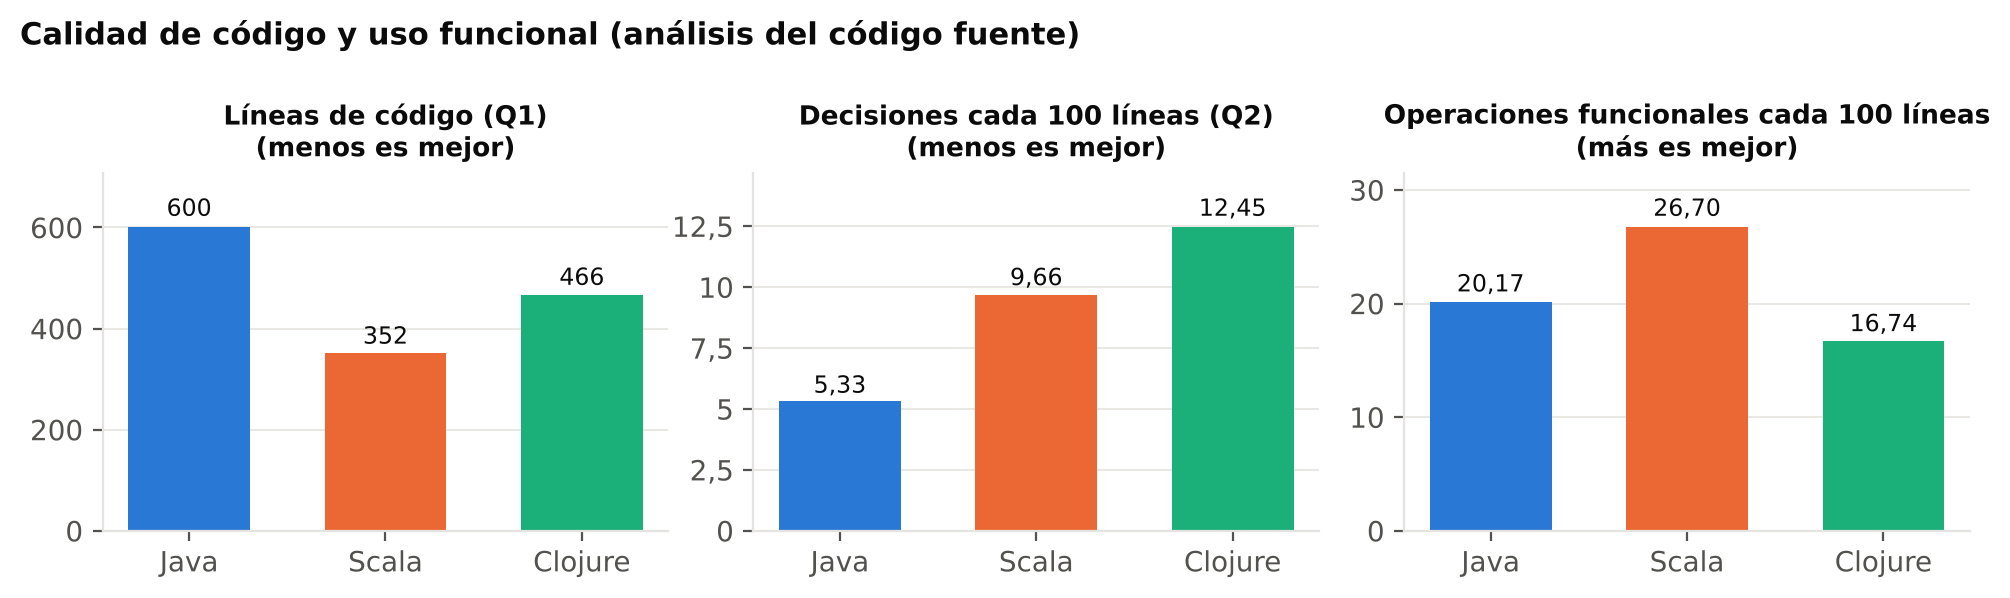 Calidad de código y uso funcional (análisis del código fuente)
Líneas de código (Q1)
(menos es mejor)
600
400
200
0
600
352
466
Java
Scala
Clojure
Decisiones cada 100 líneas (Q2)
(menos es mejor)
12,5
10
7,5
5
2,5
0
5,33
9,66
12,45
Java
Scala
Clojure
Operaciones funcionales cada 100 líneas
(más es mejor)
30
20
10
0
20,17
26,70
16,74
Java
Scala
Clojure